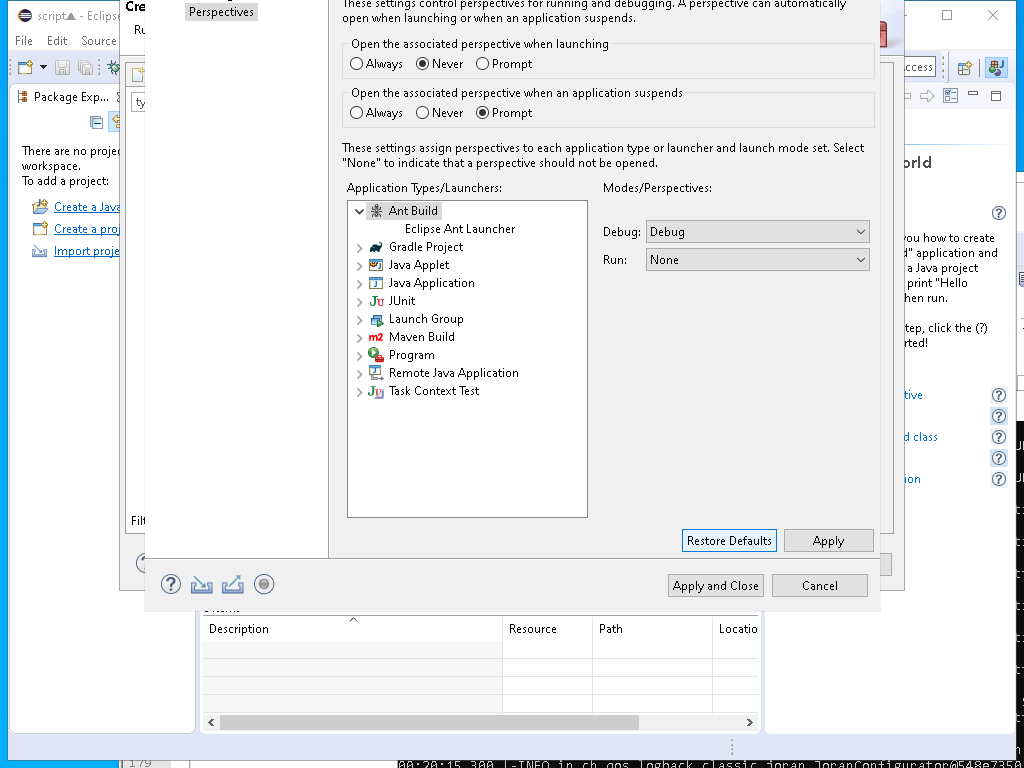 script
- Eclips
Cre
Perspectives
These settings control perspectives for running and debugging. A perspective can automatically
open when launching or when an application suspends.
File Edit Source
Ru
Open the associated perspective when launching
Always Never Prompt
ccess
Package Exp...
ty
Open the associated perspective when an application suspends
Always Never Prompt
There are no proje
workspace.
To add a project:
Create a Java
Create a proj
Import proje
These settings assign perspectives to each application type or launcher and launch mode set. Select
"None" to indicate that a perspective should not be opened.
Application Types/Launchers:
Modes/Perspectives:
Ant Build
Eclipse Ant Launcher
Gradle Project
Java Applet
Java Application
JUnit
Launch Group
Maven Build
Program
Remote Java Application
Task Context Test
Debug: Debug
Run: None
orld
you how to create
d" application and
a Java project
print "Hello
hen run.
tep, click the (?)
rted!
tive
d class
ion
Filt
Restore Defaults Apply
Apply and Close Cancel
Description Resource Path Locatio
179
00:20:15,300 |-INFO in ch.qos.logback.classic.joran.JoranConfigurator@548e7350